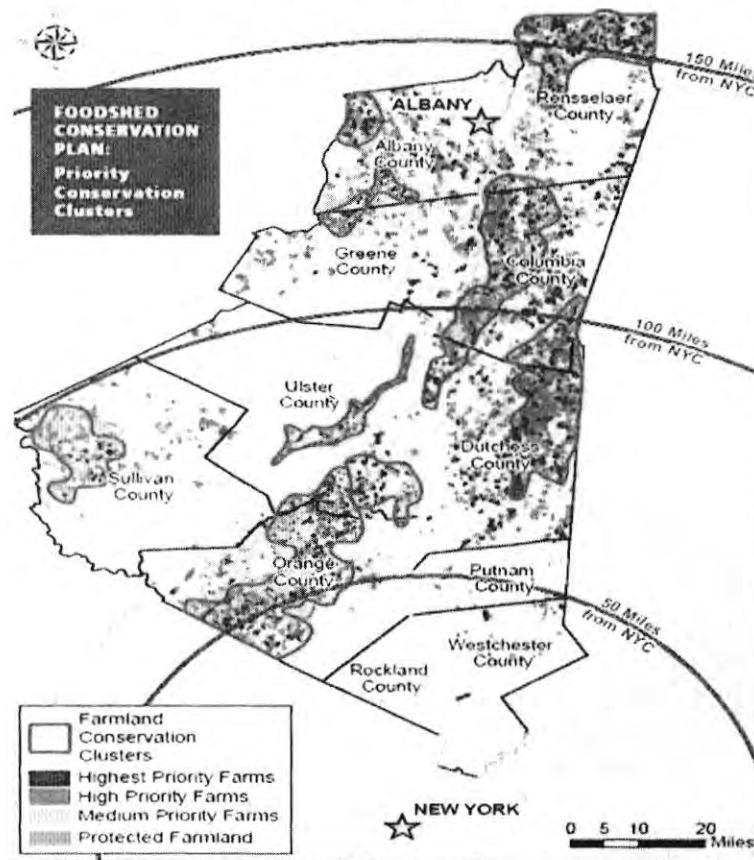 150 Miles
from NYC
FOODSHED
CONSERVATION
PLAN:
Priority
Conservation
Clusters
ALBANY
Rensselaer
County
Albany
County
Greene
County
Columbia
County
100 Miles
from NYC
Ulster
County
Dutchess
County
Sullivan
County
Orange
County
Putnam
County
50 Miles
from NYC
Westchester
County
Rockland
County
Farmland
Conservation
Clusters
Highest Priority Farms
High Priority Farms
Medium Priority Farms
Protected Farmland
NEW YORK
0 5 10 20
Miles